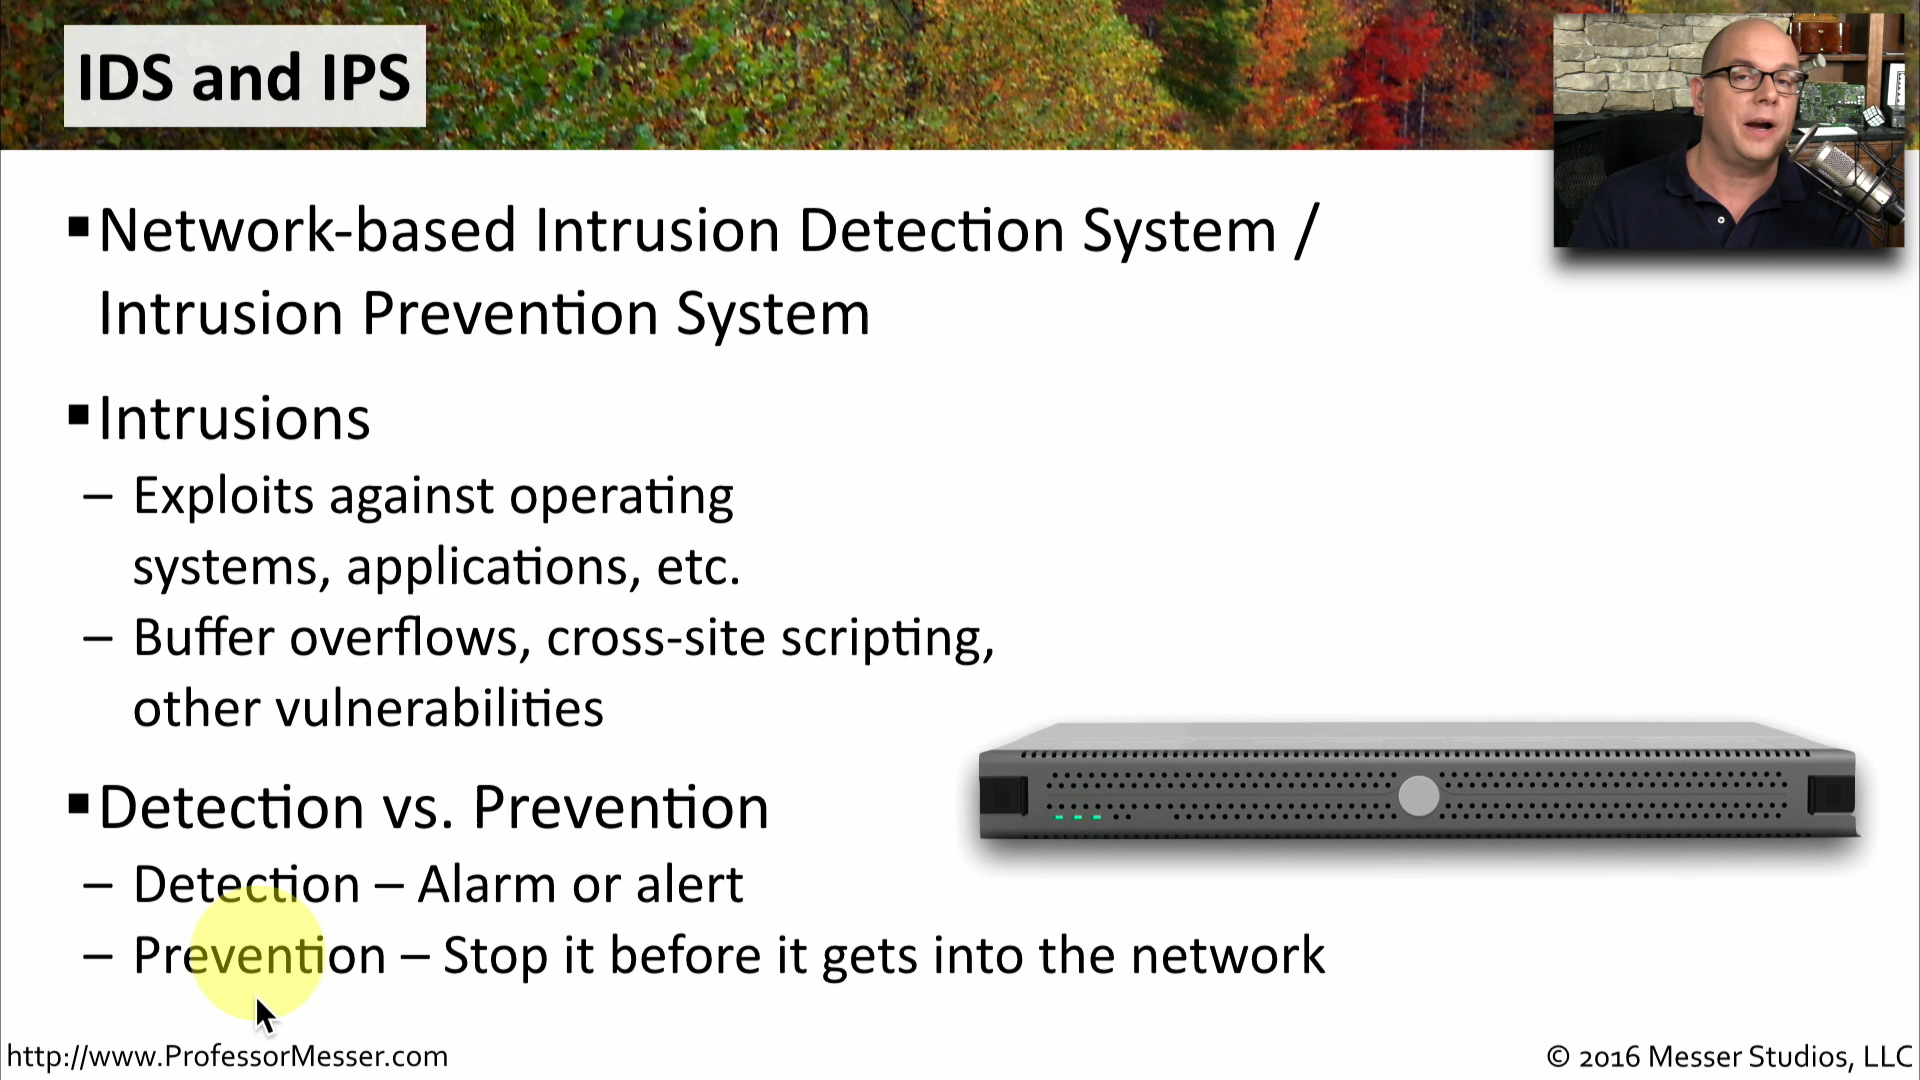 IDS and IPS
▪Network-based Intrusion Detection System /
Intrusion Prevention System
▪Intrusions
– Exploits against operating
systems, applications, etc.
– Buffer overflows, cross-site scripting,
other vulnerabilities
▪Detection vs. Prevention
– Detection – Alarm or alert
– Prevention – Stop it before it gets into the network
http://www.ProfessorMesser.com
© 2016 Messer Studios, LLC